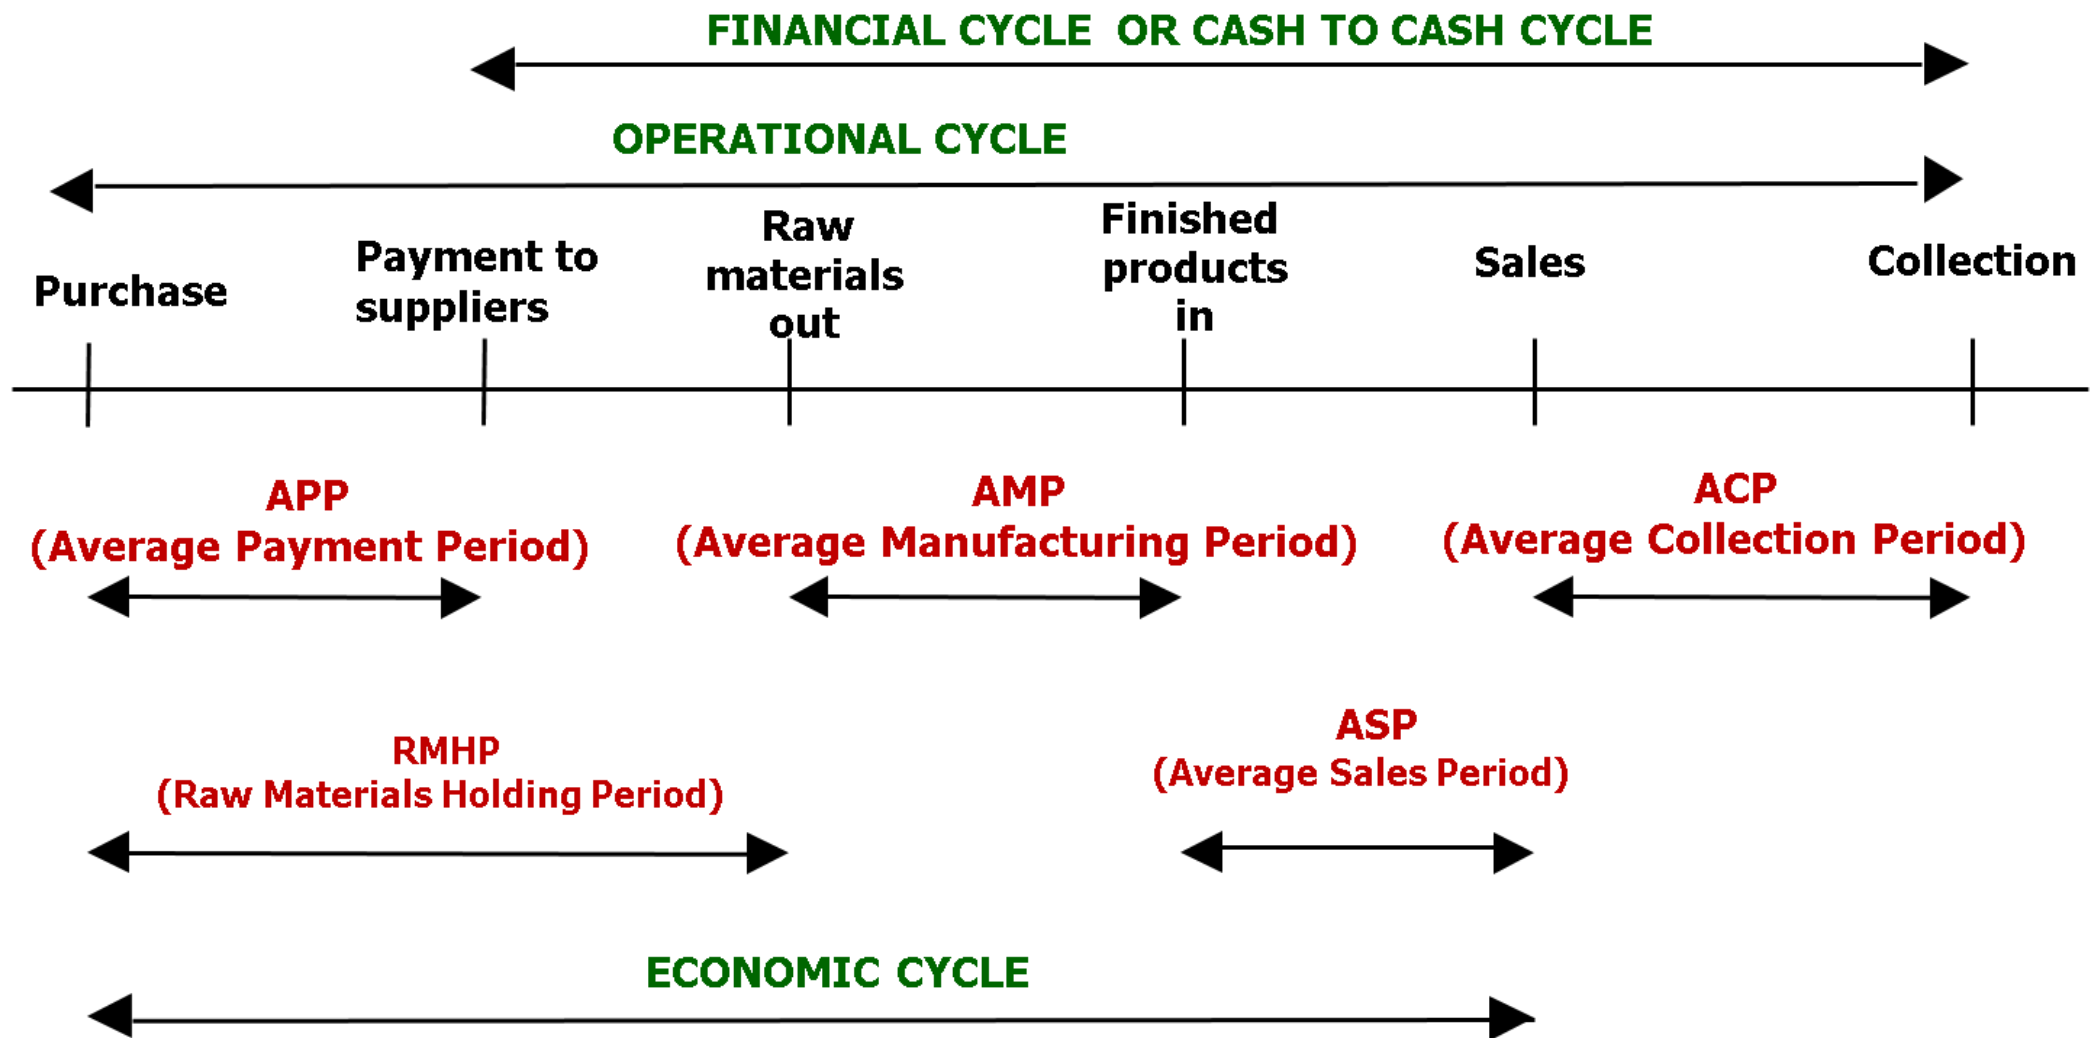 FINANCIAL CYCLE OR CASH TO CASH CYCLE
OPERATIONAL CYCLE
Purchase
Payment to
suppliers
Raw
materials
out
Finished
products
in
Sales
Collection
APP
(Average Payment Period)
AMP
(Average Manufacturing Period)
ACP
(Average Collection Period)
RMHP
(Raw Materials Holding Period)
ASP
(Average Sales Period)
ECONOMIC CYCLE